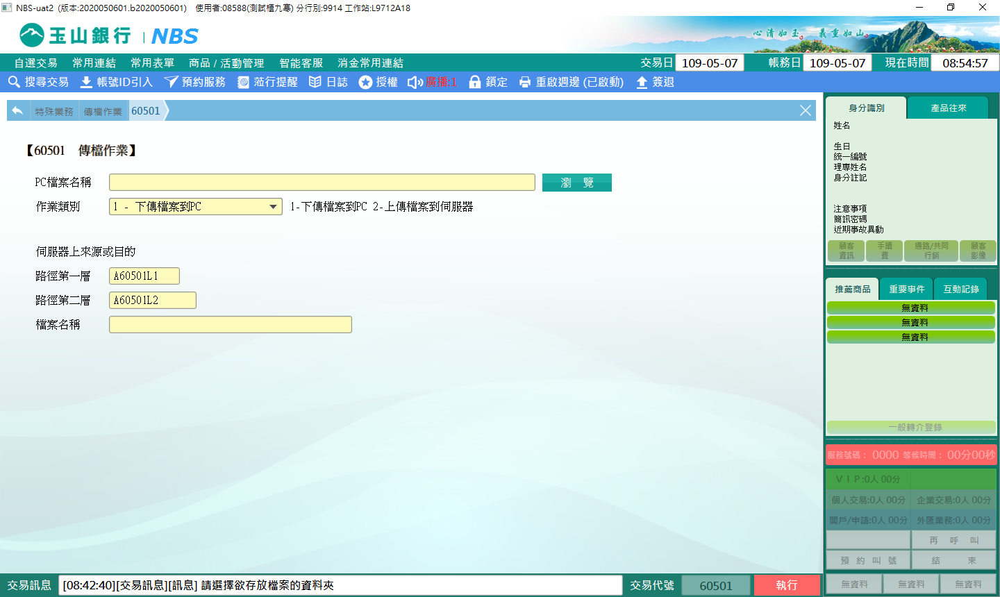 NBS-uat2 (版本:2020050601.b2020050601) 使用者:08588(測試櫃九寒) 分行別:9914 工作站:L9712A18
玉山銀行 NBS
心清如玉 義重如山
自選交易 常用連結 常用表單 商品 / 活動管理 智能客服 消金常用連結
交易日 109-05-07 帳務日 109-05-07 現在時間 08:54:57
搜尋交易 帳號ID引入 預約服務 蒞行提醒 日誌 授權 廣播:1 鎖定 重啟週邊 (已啟動) 簽退
特殊業務 傳檔作業 60501
【60501 傳檔作業】
PC檔案名稱 瀏 覽
作業類別 1 - 下傳檔案到PC 1-下傳檔案到PC 2-上傳檔案到伺服器
伺服器上來源或目的
路徑第一層 A60501L1
路徑第二層 A60501L2
檔案名稱
身分識別 產品往來
姓名
生日
統一編號
理專姓名
身分註記
注意事項
簡訊密碼
近期事故異動
顧客資訊 手續費 通路/共同行銷 顧客影像
推薦商品 重要事件 互動記錄
無資料
無資料
無資料
一般轉介登錄
服務號碼： 0000 等候時間： 00分00秒
ＶＩＰ:0人 00分
個人交易:0人 00分 企業交易:0人 00分
開戶/申請:0人 00分 外匯業務:0人 00分
再 呼 叫
預 約 叫 號 結 束
無資料 無資料 無資料
交易訊息 [08:42:40][交易訊息][訊息] 請選擇欲存放檔案的資料夾 交易代號 60501 執行